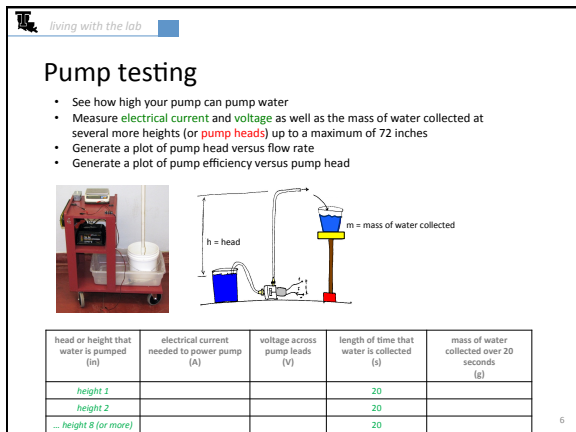 living with the lab
Pump testing
• See how high your pump can pump water
• Measure electrical current and voltage as well as the mass of water collected at
several more heights (or pump heads) up to a maximum of 72 inches
• Generate a plot of pump head versus flow rate
• Generate a plot of pump efficiency versus pump head
m = mass of water collected
h = head
head or height that
water is pumped
(in)
electrical current
needed to power pump
(A)
voltage across
pump leads
(V)
length of time that
water is collected
(s)
mass of water
collected over 20
seconds
(g)
height 1
20
height 2
20
... height 8 (or more)
20
6